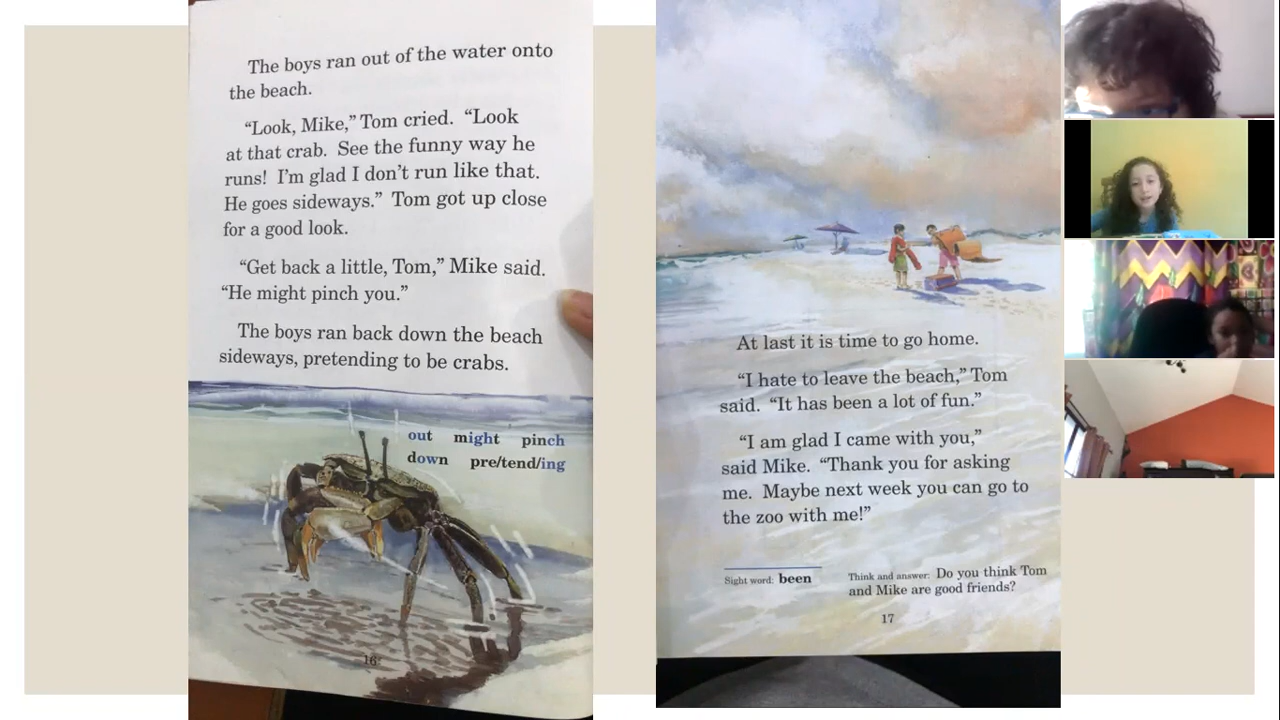 The boys ran out of the water onto
the beach.
“Look, Mike,” Tom cried. “Look
at that crab. See the funny way he
runs! I’m glad I don’t run like that.
He goes sideways.” Tom got up close
for a good look.
“Get back a little, Tom,” Mike said.
“He might pinch you.”
The boys ran back down the beach
sideways, pretending to be crabs.
out might pinch
down pre/tend/ing
16
At last it is time to go home.
“I hate to leave the beach,” Tom
said. “It has been a lot of fun.”
“I am glad I came with you,”
said Mike. “Thank you for asking
me. Maybe next week you can go to
the zoo with me!”
Sight word: been
Think and answer: Do you think Tom
and Mike are good friends?
17